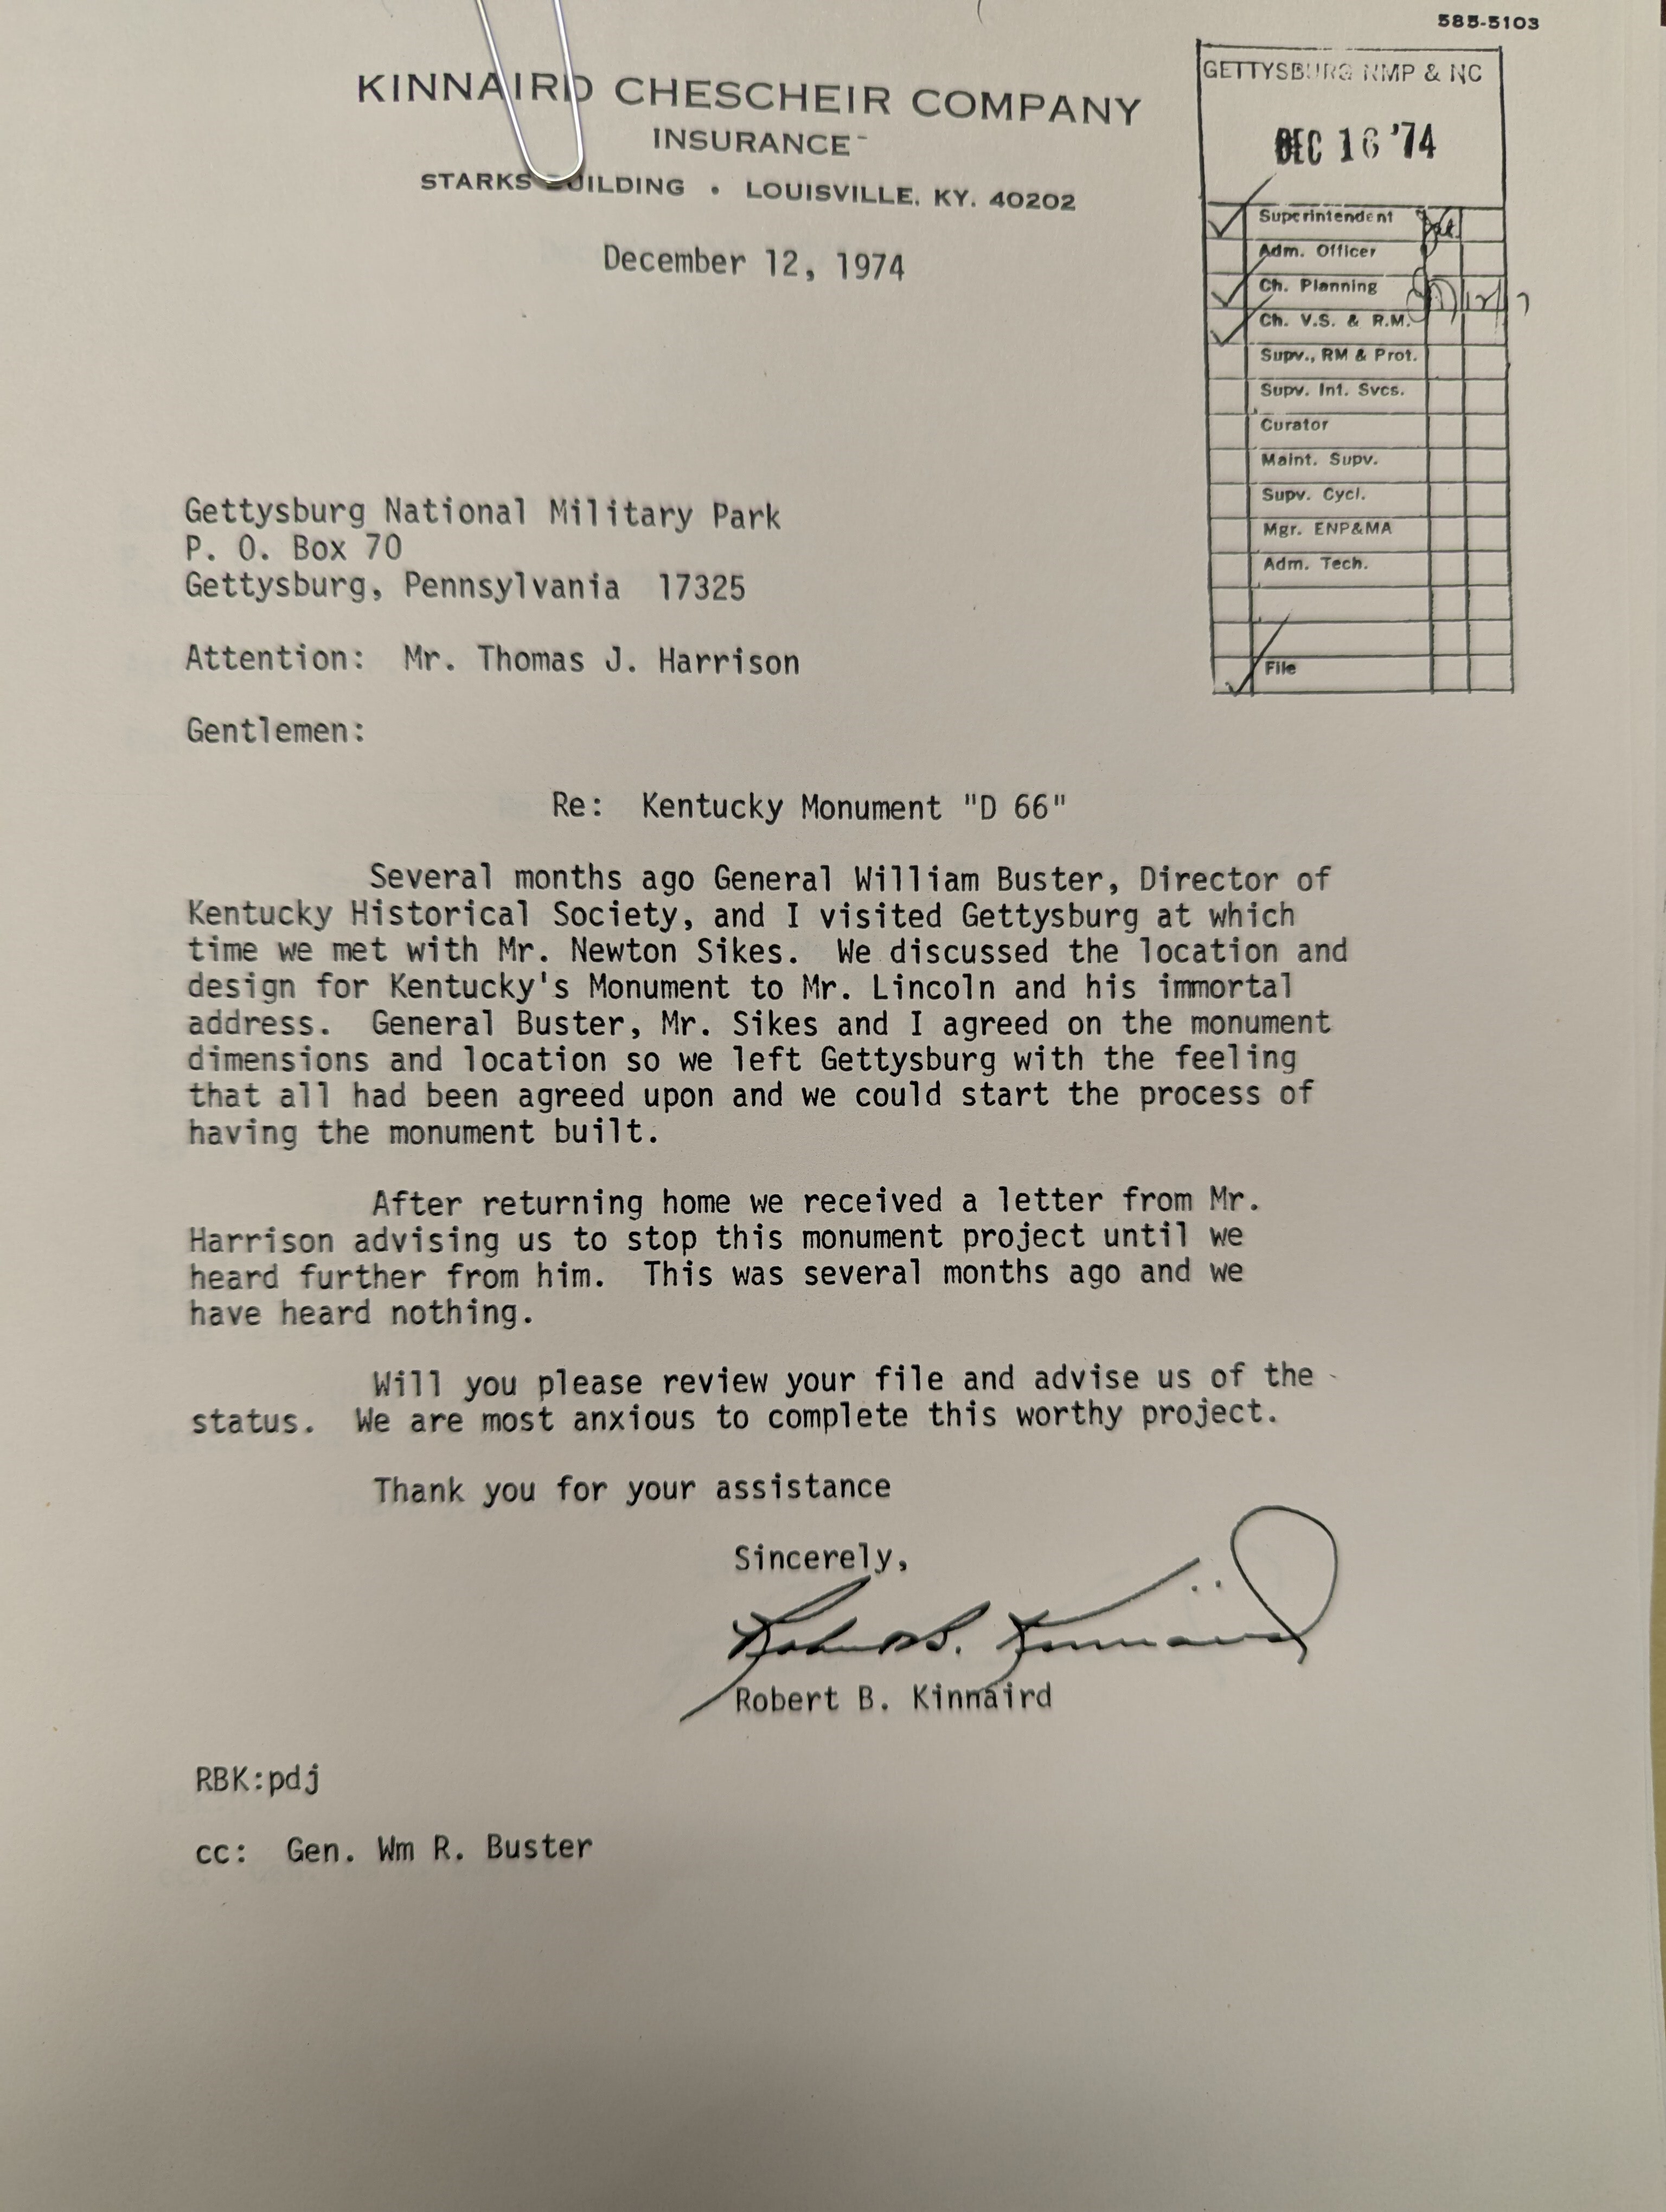 585-5103
KINNAIRD CHESCHEIR COMPANY
INSURANCE
STARKS BUILDING • LOUISVILLE, KY. 40202
December 12, 1974
GETTYSBURG NMP & NC
DEC 16 '74
Superintendent
Adm. Officer
Ch. Planning
Ch. V.S. & R.M.
Supv., RM & Prot.
Supv. Int. Svcs.
Curator
Maint. Supv.
Supv. Cycl.
Mgr. ENP&MA
Adm. Tech.
File
Gettysburg National Military Park
P. O. Box 70
Gettysburg, Pennsylvania 17325
Attention: Mr. Thomas J. Harrison
Gentlemen:
Re: Kentucky Monument "D 66"
Several months ago General William Buster, Director of
Kentucky Historical Society, and I visited Gettysburg at which
time we met with Mr. Newton Sikes. We discussed the location and
design for Kentucky's Monument to Mr. Lincoln and his immortal
address. General Buster, Mr. Sikes and I agreed on the monument
dimensions and location so we left Gettysburg with the feeling
that all had been agreed upon and we could start the process of
having the monument built.
After returning home we received a letter from Mr.
Harrison advising us to stop this monument project until we
heard further from him. This was several months ago and we
have heard nothing.
Will you please review your file and advise us of the
status. We are most anxious to complete this worthy project.
Thank you for your assistance
Sincerely,
Robert B. Kinnaird
Robert B. Kinnaird
RBK:pdj
cc: Gen. Wm R. Buster